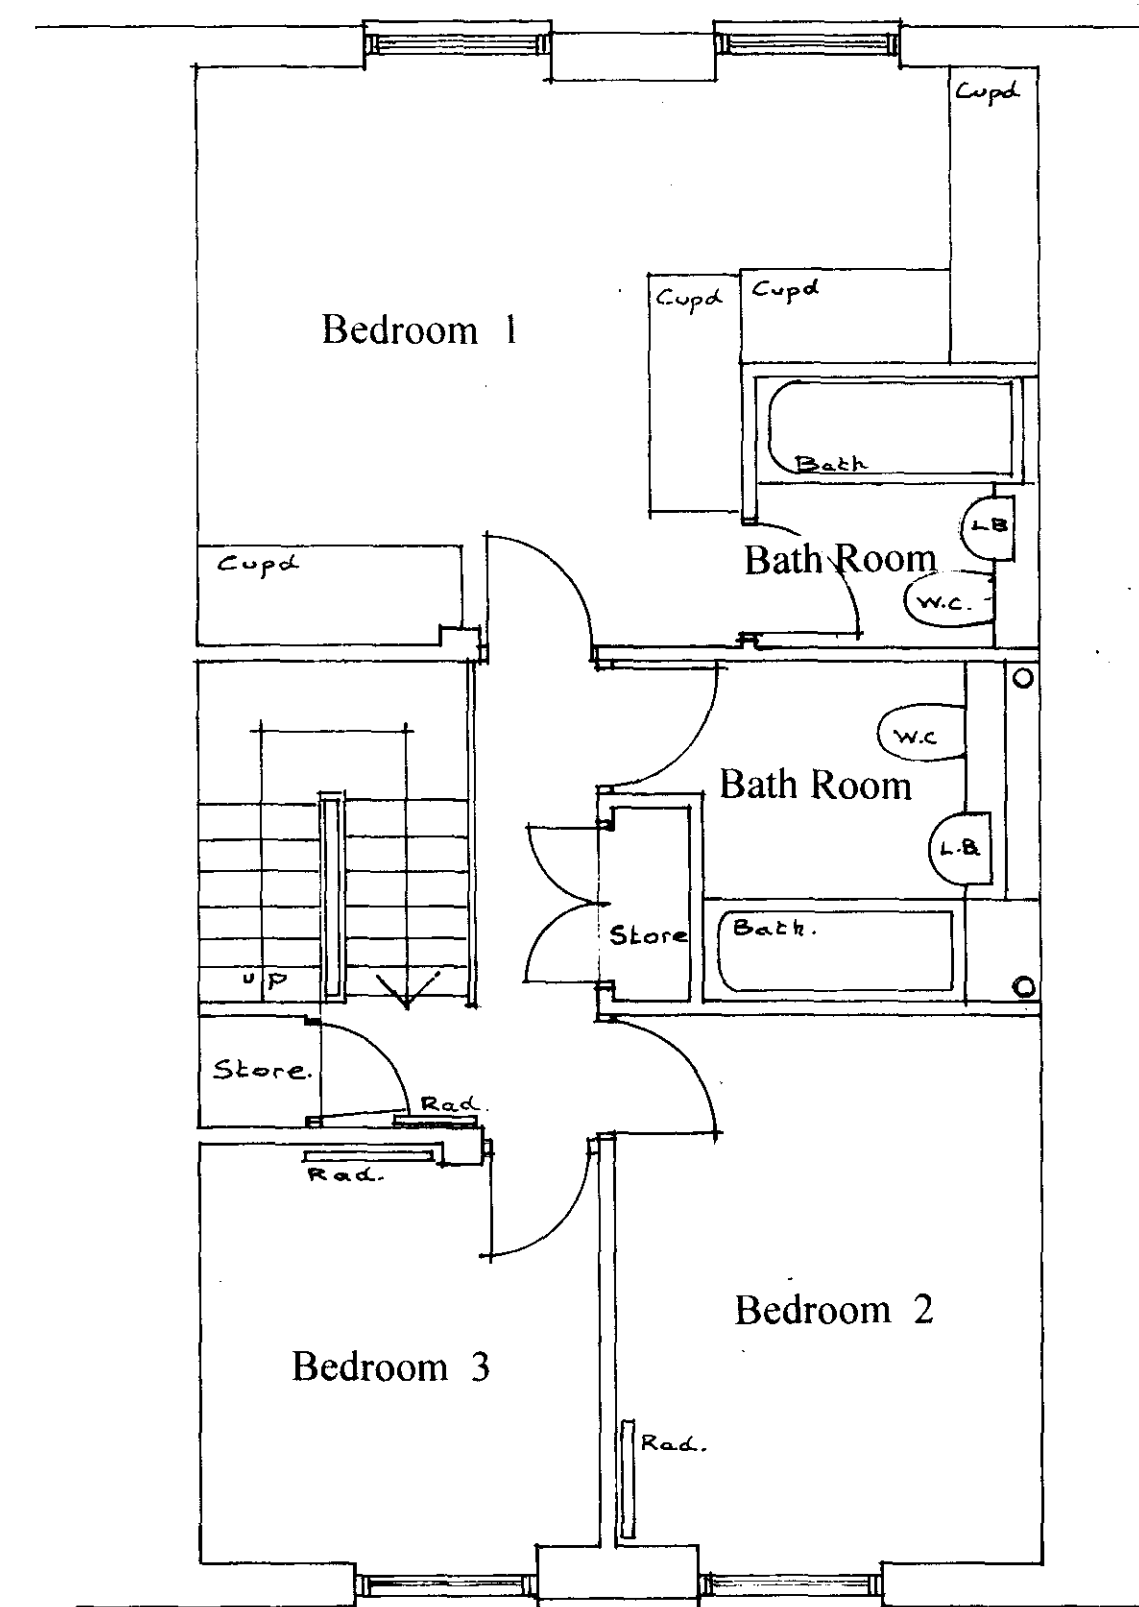 Cupd
Cupd
Cupd
Bedroom 1
Bath
L.B
Bath Room
Cupd
W.C.
W.C
Bath Room
L.B.
Store
Bath.
UP
Store.
Rad.
Rad.
Bedroom 2
Bedroom 3
Rad.